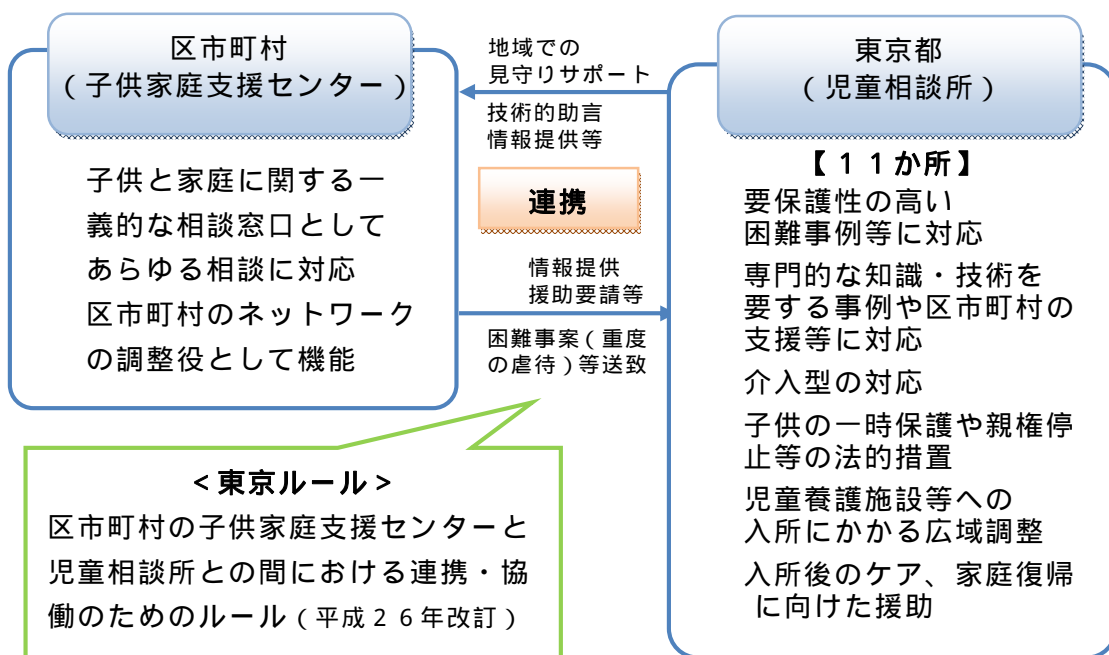 区市町村
（子供家庭支援センター）
子供と家庭に関する一
義的な相談窓口として
あらゆる相談に対応
区市町村のネットワーク
の調整役として機能
地域での
見守りサポート
技術的助言
情報提供等
連携
情報提供
援助要請等
困難事案（重度
の虐待）等送致
東京都
（児童相談所）
【１１か所】
要保護性の高い
困難事例等に対応
専門的な知識・技術を
要する事例や区市町村の
支援等に対応
介入型の対応
子供の一時保護や親権停
止等の法的措置
児童養護施設等への
入所にかかる広域調整
入所後のケア、家庭復帰
に向けた援助
＜東京ルール＞
区市町村の子供家庭支援センターと
児童相談所との間における連携・協
働のためのルール（平成２６年改訂）